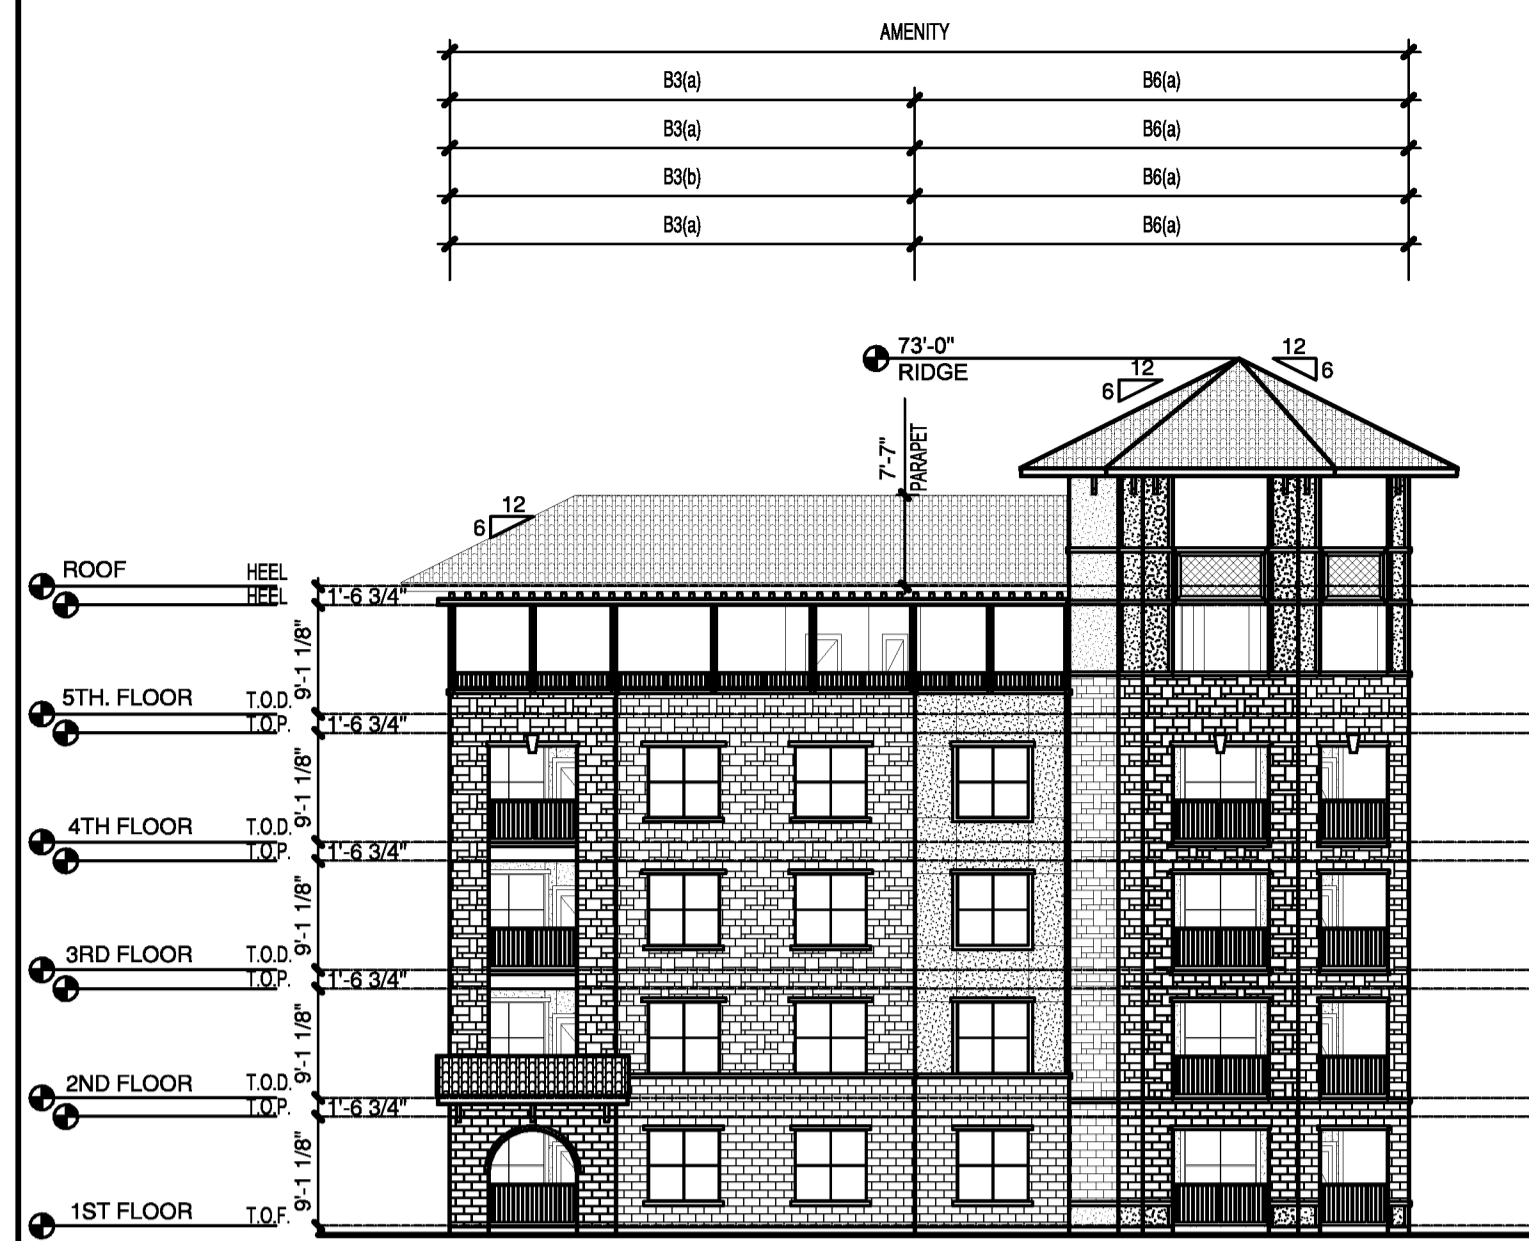 AMENITY
B3(a) B6(a)
B3(a) B6(a)
B3(b) B6(a)
B3(a) B6(a)
73'-0"
RIDGE
12
6
12
6
7'-7"
PARAPET
12
6
ROOF HEEL
HEEL 1'-6 3/4"
9'-1 1/8"
5TH. FLOOR T.O.D.
T.O.P. 1'-6 3/4"
9'-1 1/8"
4TH FLOOR T.O.D.
T.O.P. 1'-6 3/4"
9'-1 1/8"
3RD FLOOR T.O.D.
T.O.P. 1'-6 3/4"
9'-1 1/8"
2ND FLOOR T.O.D.
T.O.P. 1'-6 3/4"
9'-1 1/8"
1ST FLOOR T.O.F.